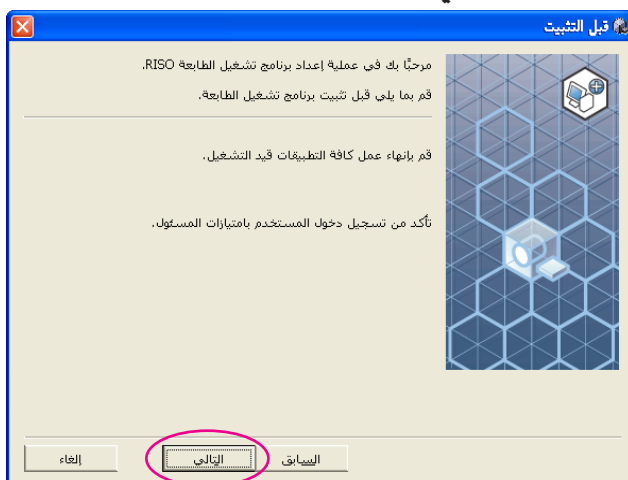 قبل التثبيت
مرحبًا بك في عملية إعداد برنامج تشغيل الطابعة RISO.
قم بما يلي قبل تثبيت برنامج تشغيل الطابعة.
قم بإنهاء عمل كافة التطبيقات قيد التشغيل.
تأكد من تسجيل دخول المستخدم بامتيازات المسئول.
السابق
التالي
إلغاء